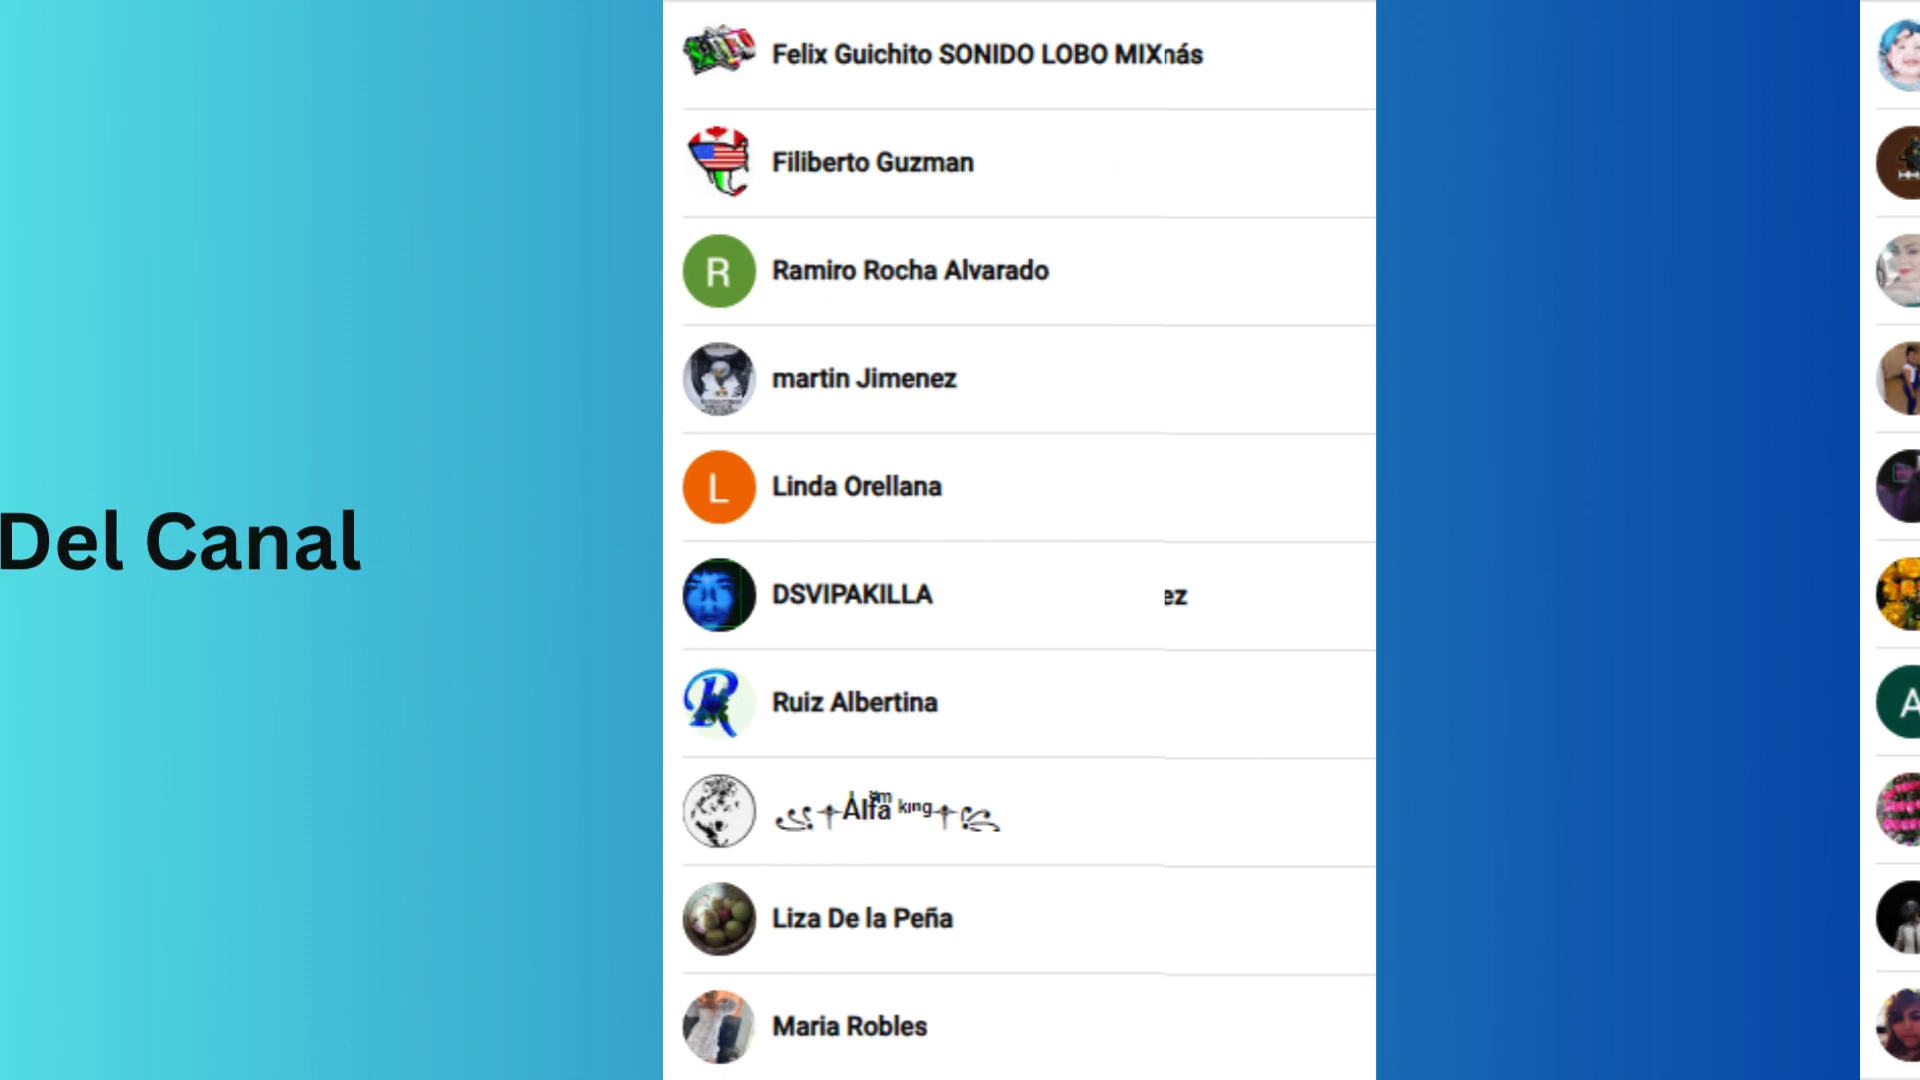 Del Canal
Felix Guichito SONIDO LOBO MIXnás
Filiberto Guzman
R
Ramiro Rocha Alvarado
martin Jimenez
L
Linda Orellana
DSVIPAKILLA
ez
Ruiz Albertina
Alfa king
Liza De la Peña
Maria Robles
A